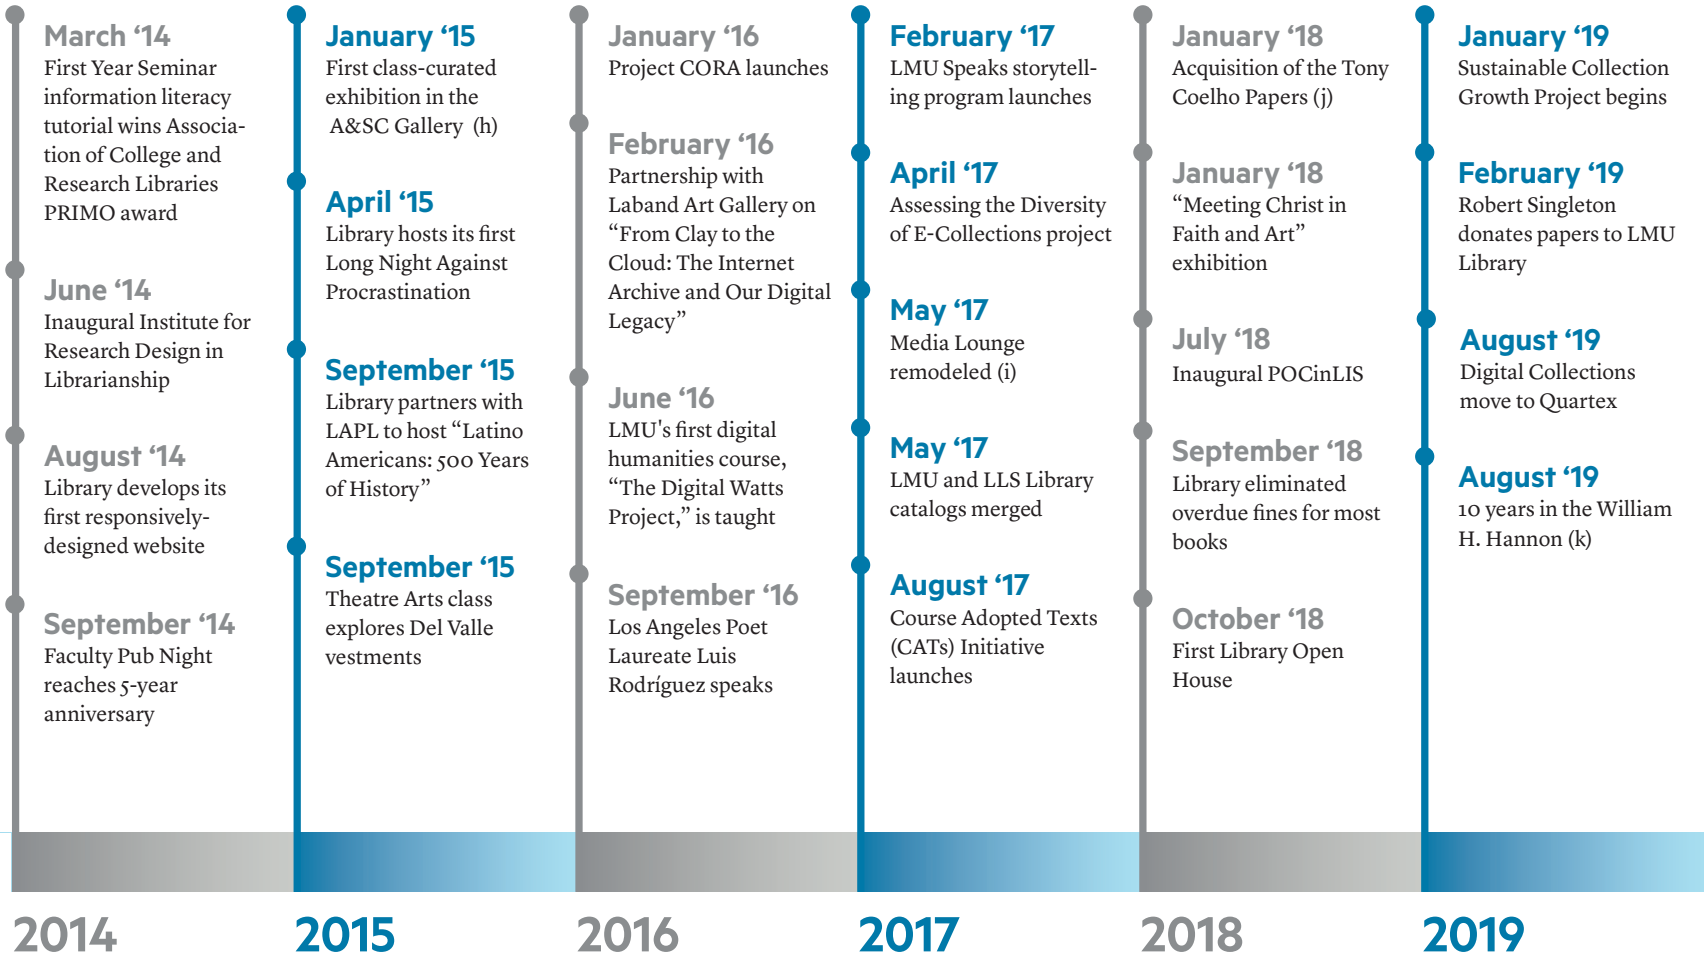 March ‘14
First Year Seminar
information literacy
tutorial wins Associa-
tion of College and
Research Libraries
PRIMO award
June ‘14
Inaugural Institute for
Research Design in
Librarianship
August ‘14
Library develops its
first responsively-
designed website
September ‘14
Faculty Pub Night
reaches 5-year
anniversary
2014
January ‘15
First class-curated
exhibition in the
A&SC Gallery (h)
April ‘15
Library hosts its first
Long Night Against
Procrastination
September ‘15
Library partners with
LAPL to host “Latino
Americans: 500 Years
of History”
September ‘15
Theatre Arts class
explores Del Valle
vestments
2015
January ‘16
Project CORA launches
February ‘16
Partnership with
Laband Art Gallery on
“From Clay to the
Cloud: The Internet
Archive and Our Digital
Legacy”
June ‘16
LMU's first digital
humanities course,
“The Digital Watts
Project,” is taught
September ‘16
Los Angeles Poet
Laureate Luis
Rodríguez speaks
2016
February ‘17
LMU Speaks storytell-
ing program launches
April ‘17
Assessing the Diversity
of E-Collections project
May ‘17
Media Lounge
remodeled (i)
May ‘17
LMU and LLS Library
catalogs merged
August ‘17
Course Adopted Texts
(CATs) Initiative
launches
2017
January ‘18
Acquisition of the Tony
Coelho Papers (j)
January ‘18
“Meeting Christ in
Faith and Art”
exhibition
July ‘18
Inaugural POCinLIS
September ‘18
Library eliminated
overdue fines for most
books
October ‘18
First Library Open
House
2018
January ‘19
Sustainable Collection
Growth Project begins
February ‘19
Robert Singleton
donates papers to LMU
Library
August ‘19
Digital Collections
move to Quartex
August ‘19
10 years in the William
H. Hannon (k)
2019